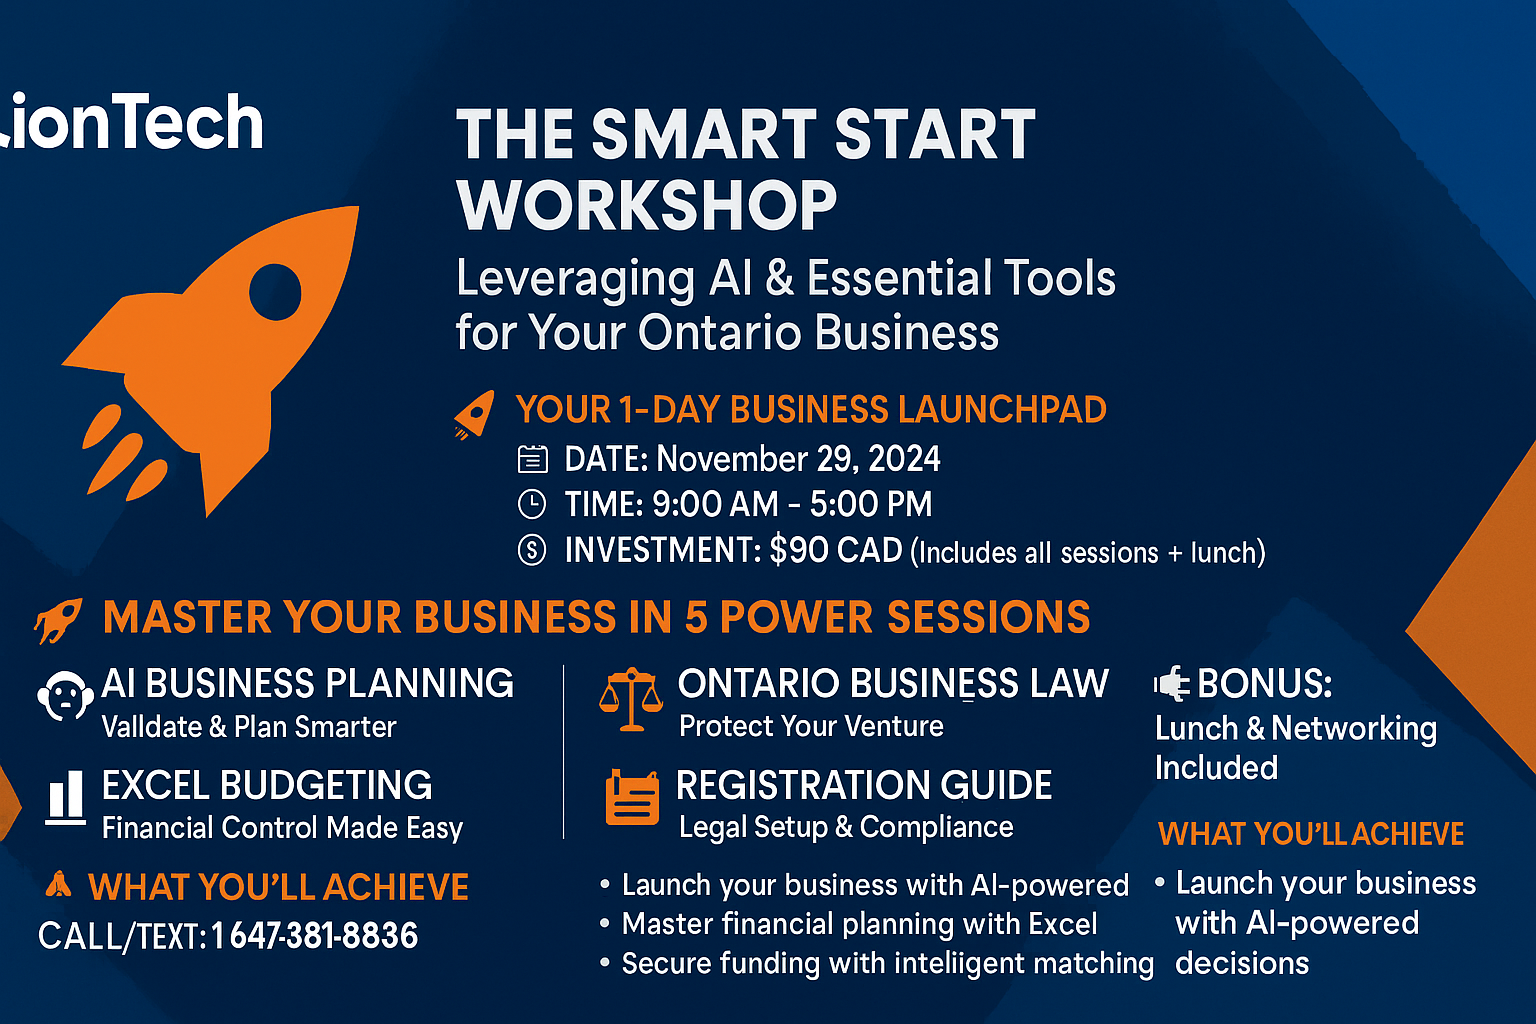 LionTech
THE SMART START
WORKSHOP
Leveraging AI & Essential Tools
for Your Ontario Business
YOUR 1-DAY BUSINESS LAUNCHPAD
DATE: November 29, 2024
TIME: 9:00 AM - 5:00 PM
INVESTMENT: $90 CAD (Includes all sessions + lunch)
MASTER YOUR BUSINESS IN 5 POWER SESSIONS
AI BUSINESS PLANNING
Valldate & Plan Smarter
EXCEL BUDGETING
Financial Control Made Easy
ONTARIO BUSINESS LAW
Protect Your Venture
REGISTRATION GUIDE
Legal Setup & Compliance
BONUS:
Lunch & Networking
Included
WHAT YOU'LL ACHIEVE
CALL/TEXT: 1 647-381-8836
• Launch your business with AI-powered
• Master financial planning with Excel
• Secure funding with inteliigent matching
WHAT YOU'LL ACHIEVE
• Launch your business
with AI-powered
decisions